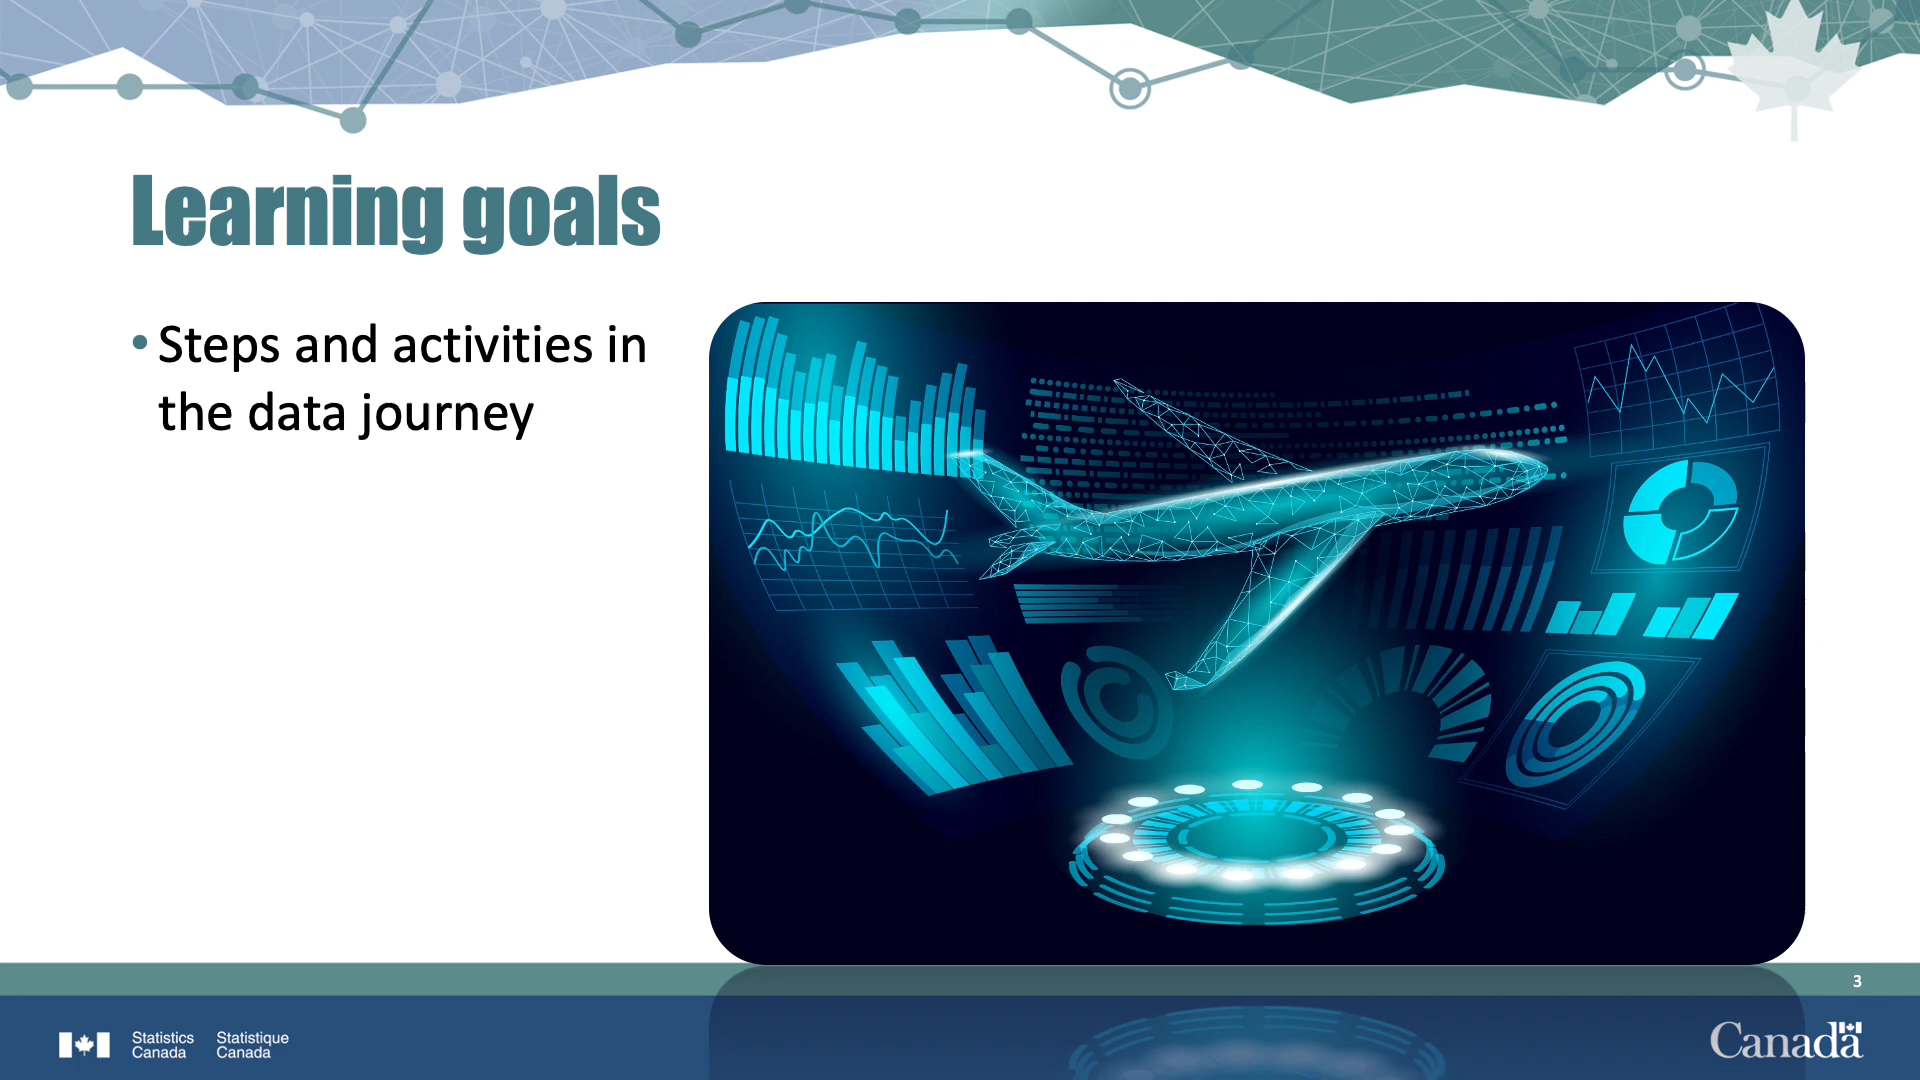 Learning goals
• Steps and activities in
the data journey
3
Statistics Statistique
Canada Canada
Canada